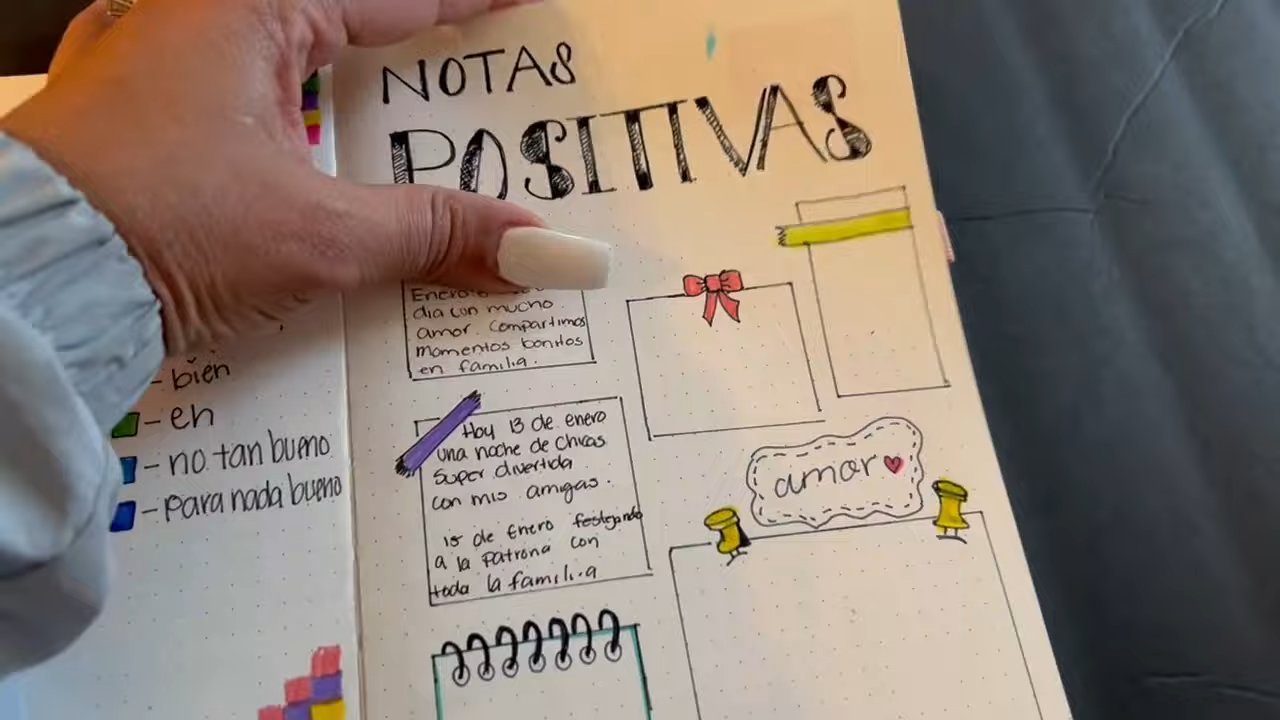 NOTAS
POSITIVAS
Enero
dia con mucho
amor. Compartimos
momentos bonitos
en familia.
Hoy 13 de enero
una noche de chicas
super divertida
con mis amigas.
15 de Enero festejando
a la patrona con
toda la familia
amor
- bien
- eh
- no tan bueno
- para nada bueno